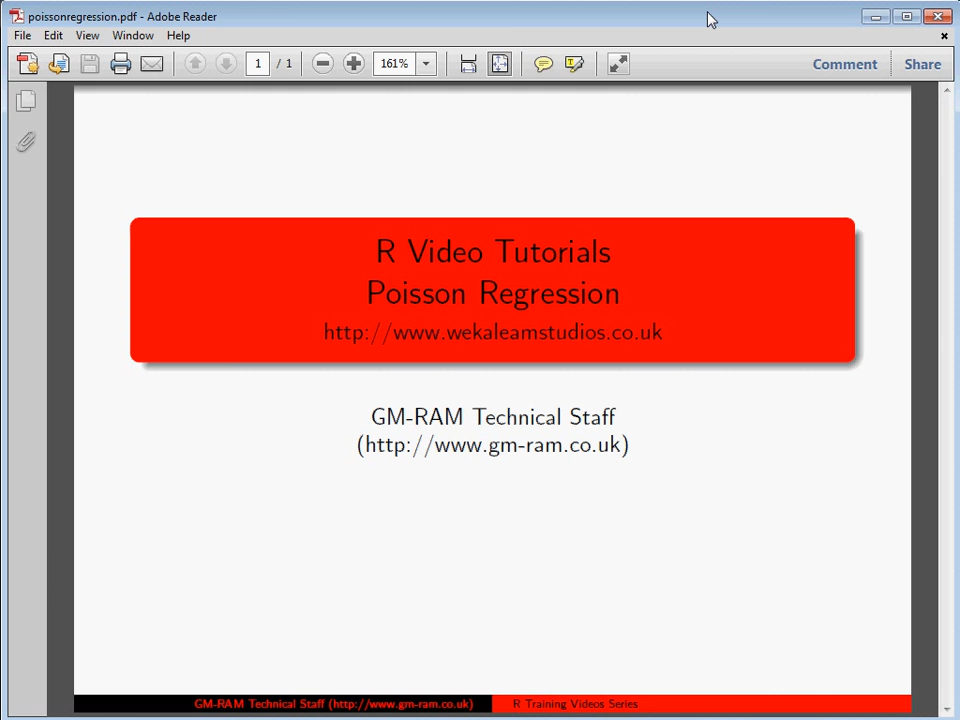 poissonregression.pdf - Adobe Reader
File Edit View Window Help
1 / 1 161% Comment Share
R Video Tutorials
Poisson Regression
http://www.wekaleamstudios.co.uk
GM-RAM Technical Staff
(http://www.gm-ram.co.uk)
GM-RAM Technical Staff (http://www.gm-ram.co.uk) R Training Videos Series